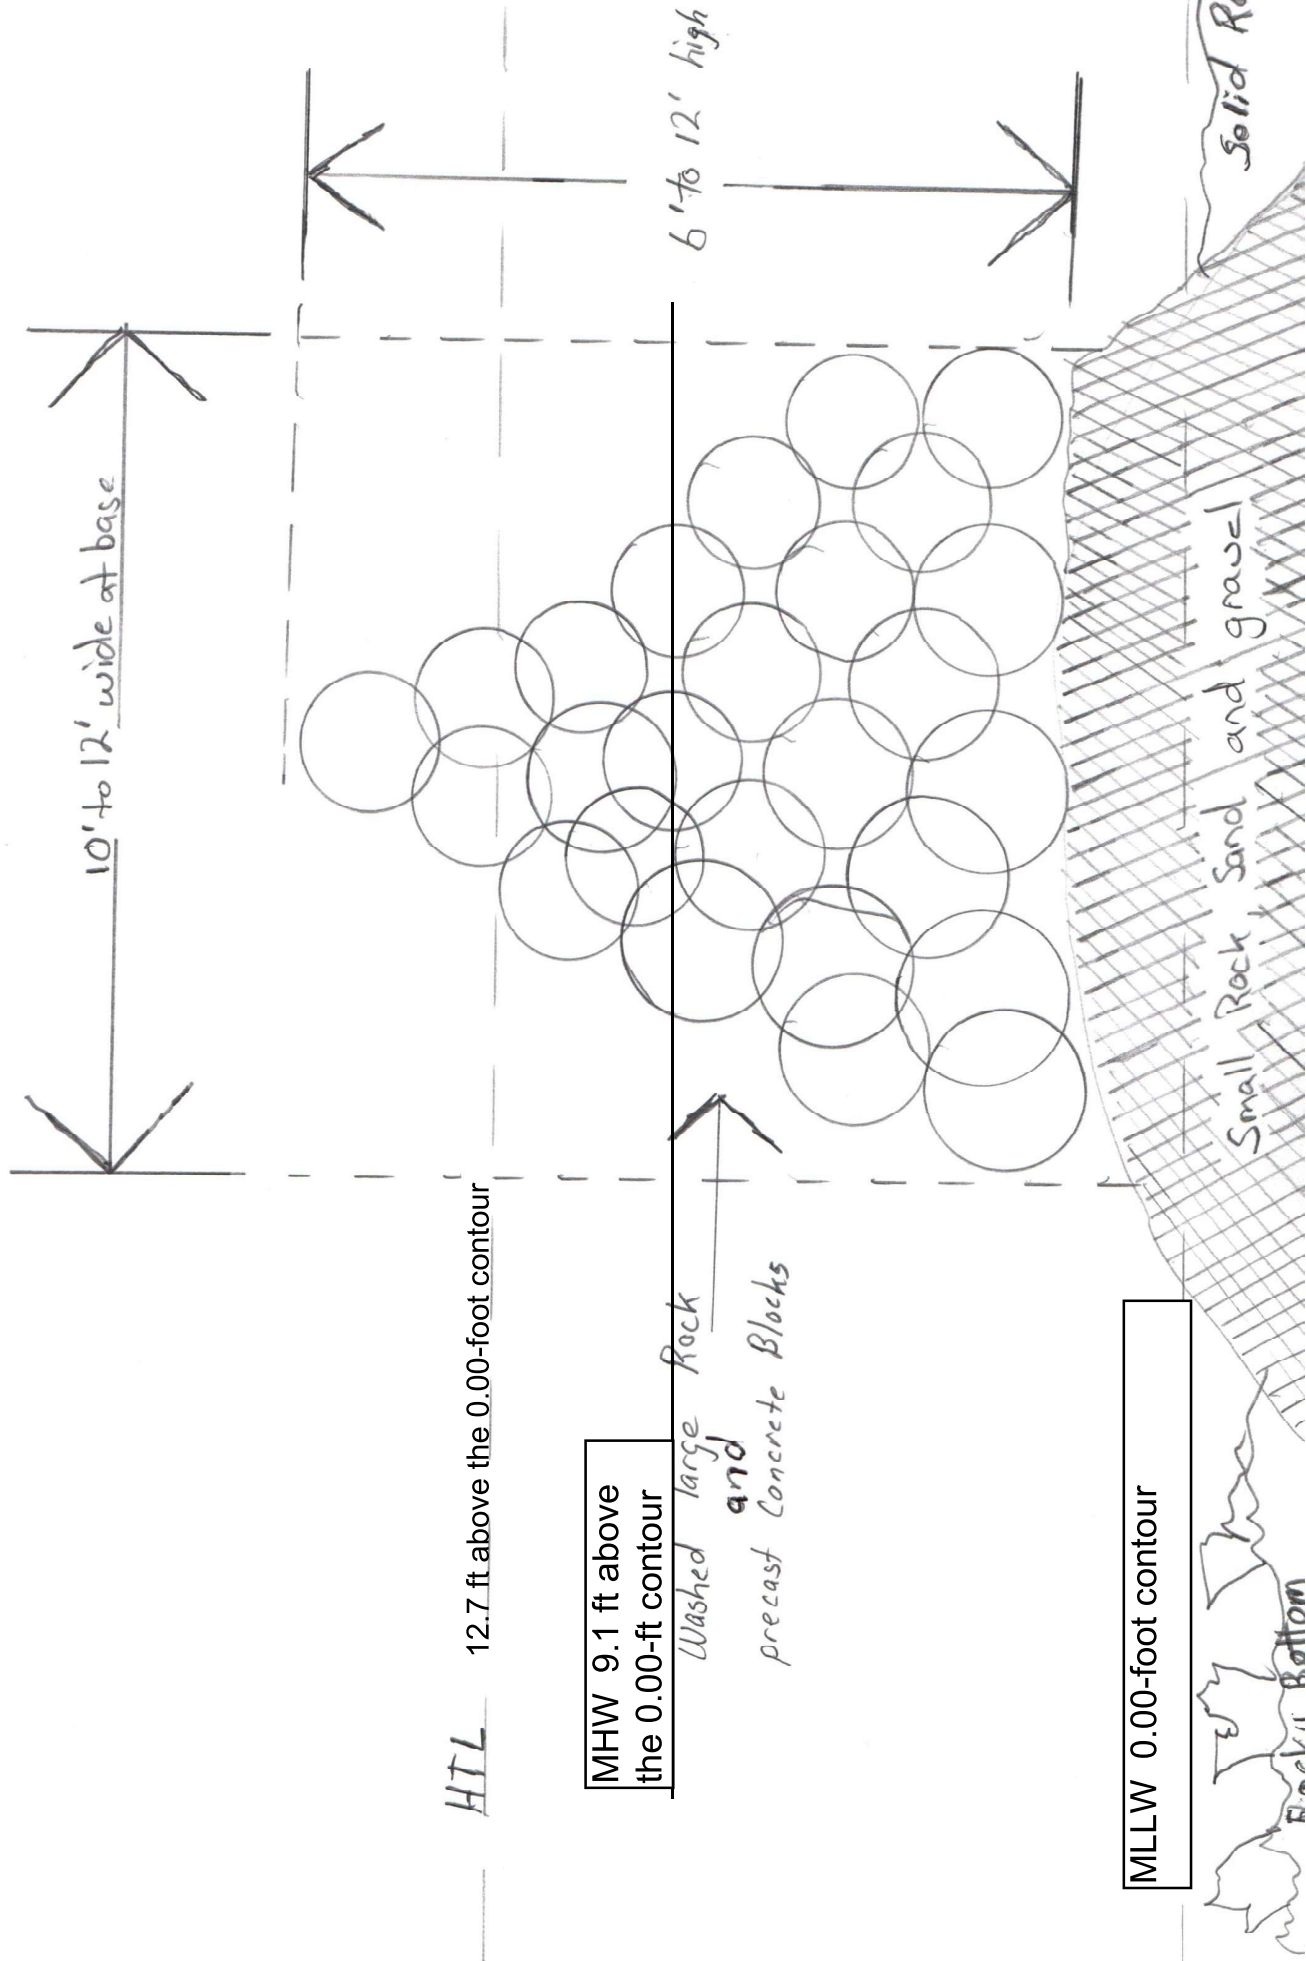 10' to 12' wide at base
6' to 12' high
HTL 12.7 ft above the 0.00-foot contour
MHW 9.1 ft above
the 0.00-ft contour
Washed large Rock
and
precast Concrete Blocks
MLLW 0.00-foot contour
Small Rock, Sand and gravel
Solid
Rocky Bottom